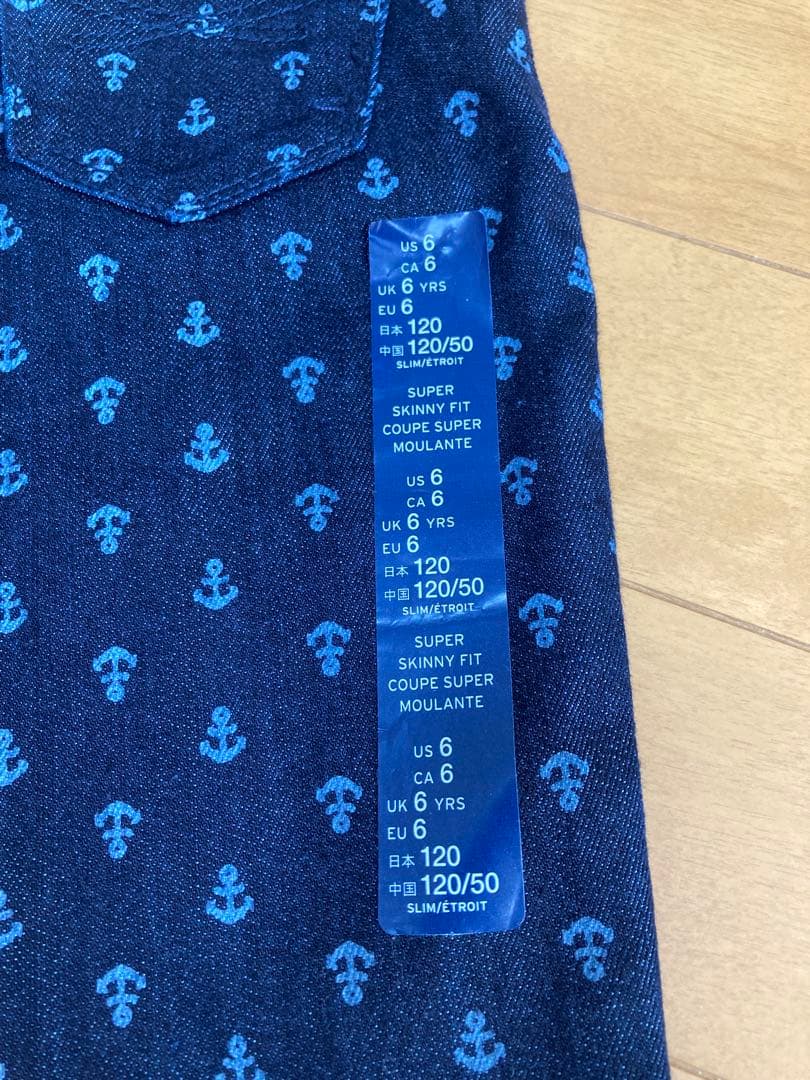 US 6
CA 6
UK 6 YRS
EU 6
日本 120
中国 120/50
SLIM/ÉTROIT
SUPER
SKINNY FIT
COUPE SUPER
MOULANTE
US 6
CA 6
UK 6 YRS
EU 6
日本 120
中国 120/50
SLIM/ÉTROIT
SUPER
SKINNY FIT
COUPE SUPER
MOULANTE
US 6
CA 6
UK 6 YRS
EU 6
日本 120
中国 120/50
SLIM/ÉTROIT